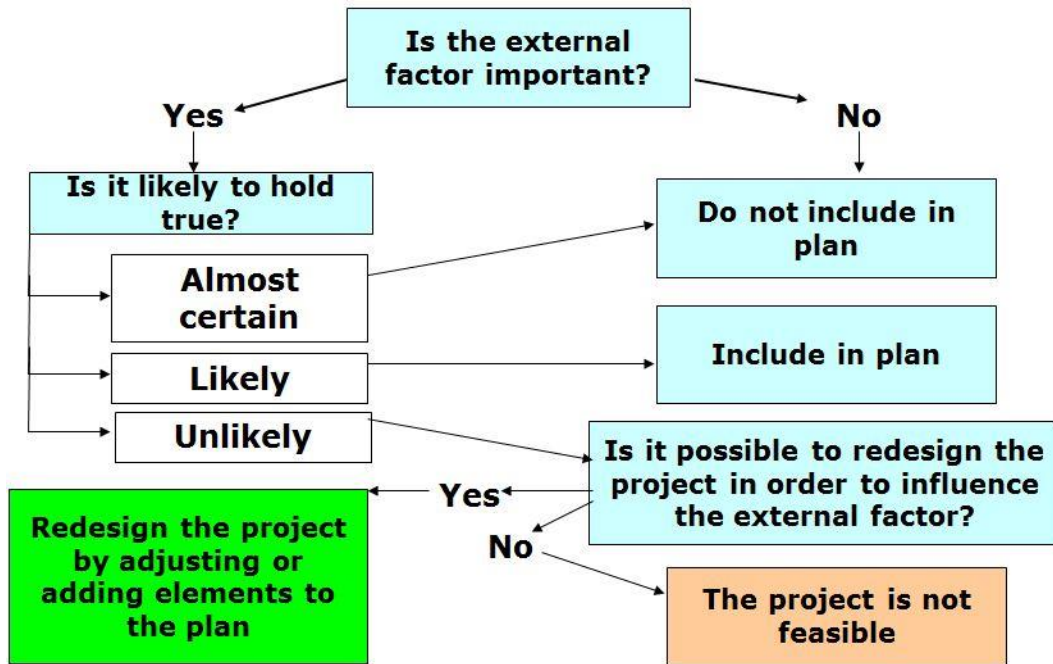 Is the external
factor important?
Yes
No
Is it likely to hold
true?
Do not include in
plan
Almost
certain
Include in plan
Likely
Unlikely
Is it possible to redesign the
project in order to influence
the external factor?
Yes
No
Redesign the project
by adjusting or
adding elements to
the plan
The project is not
feasible